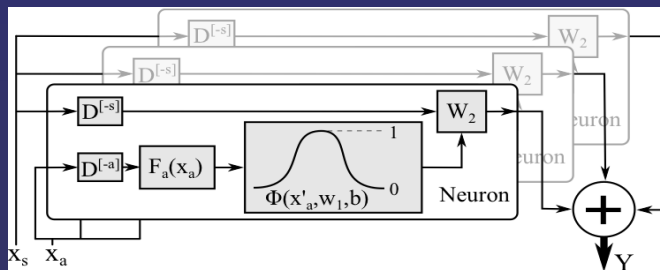 D[-s] W₂
D[-s] W₂
D[-s] W₂ euron
D[-a] Fₐ(xₐ) 1 euron
0
Φ(x'ₐ,w₁,b) Neuron
xₛ xₐ Y